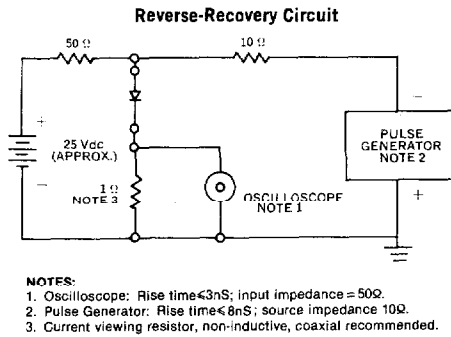 Reverse-Recovery Circuit
50 Ω
10 Ω
+
−
25 Vdc
(APPROX.)
1 Ω
NOTE 3
OSCILLOSCOPE
NOTE 1
−
PULSE
GENERATOR
NOTE 2
+
NOTES:
1. Oscilloscope: Rise time≤3nS; input impedance = 50Ω.
2. Pulse Generator: Rise time≤8nS; source impedance 10Ω.
3. Current viewing resistor, non-inductive, coaxial recommended.